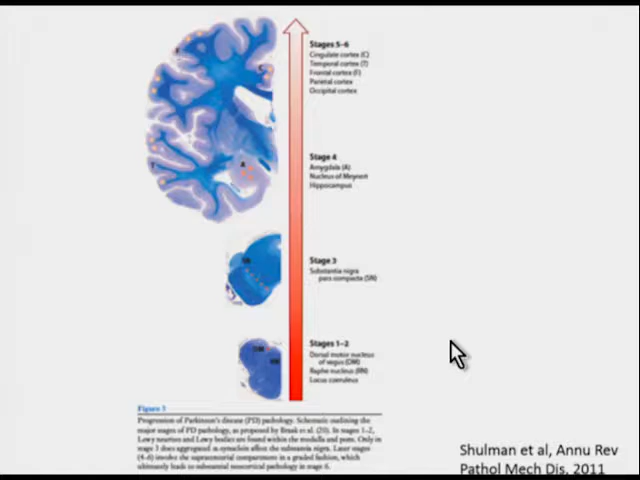 Stages 5–6
Cingulate cortex (C)
Temporal cortex (T)
Frontal cortex (F)
Parietal cortex
Occipital cortex
Stage 4
A
Amygdala (A)
Nucleus of Meynert
Hippocampus
Stage 3
SN
Substantia nigra
pars compacta (SN)
Stages 1–2
DM
RN
Dorsal motor nucleus
of vagus (DM)
Raphe nucleus (RN)
Locus coeruleus
Progression of Parkinson's disease (PD) pathology. Schematic outlining the
major stages of PD pathology, as proposed by Braak et al. (20). In stages 1–2,
Lewy neurites and Lewy bodies are found within the medulla and pons. Only in
stage 3 does aggregated α-synuclein affect the substantia nigra. Later stages
(4–6) involve the supratentorial compartment in a graded fashion, which
ultimately leads to substantial neocortical pathology in stage 6.
Shulman et al, Annu Rev
Pathol Mech Dis. 2011